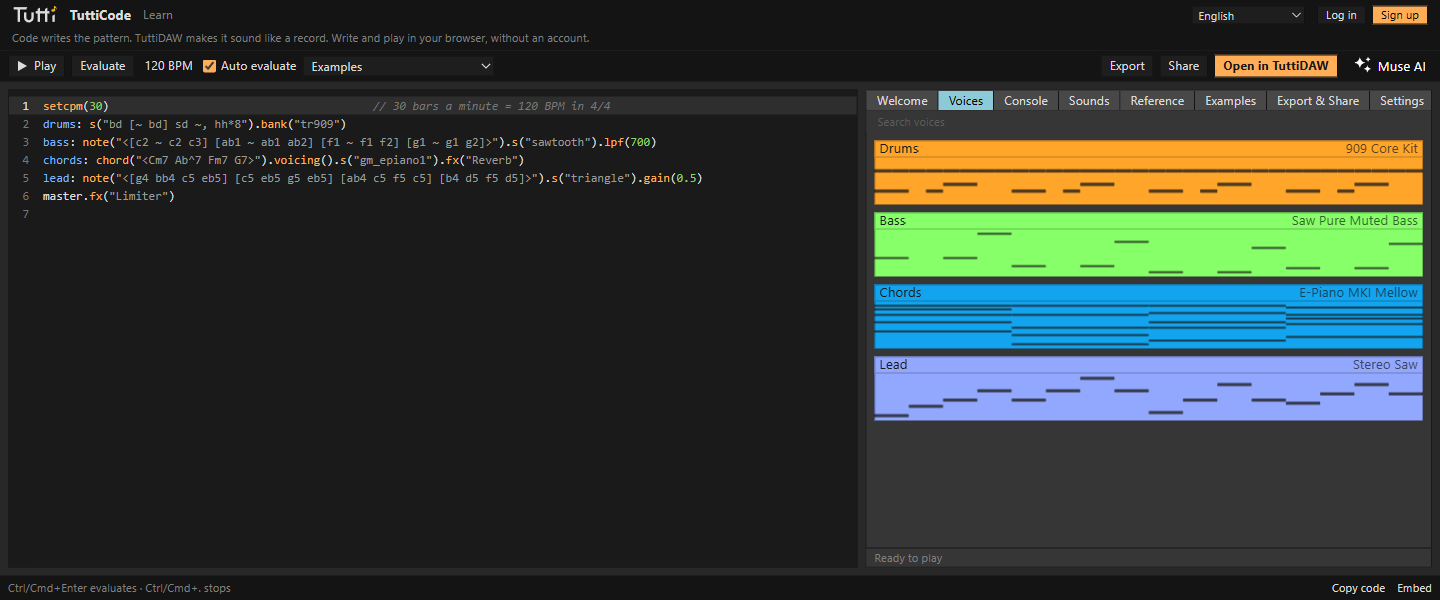 Tutti TuttiCode Learn English Log in Sign up
Code writes the pattern. TuttiDAW makes it sound like a record. Write and play in your browser, without an account.
Play Evaluate 120 BPM Auto evaluate Examples Export Share Open in TuttiDAW Muse AI
1 setcpm(30) // 30 bars a minute = 120 BPM in 4/4
2 drums: s("bd [~ bd] sd ~, hh*8").bank("tr909")
3 bass: note("<[c2 ~ c2 c3] [ab1 ~ ab1 ab2] [f1 ~ f1 f2] [g1 ~ g1 g2]>").s("sawtooth").lpf(700)
4 chords: chord("<Cm7 Ab^7 Fm7 G7>").voicing().s("gm_epiano1").fx("Reverb")
5 lead: note("<[g4 bb4 c5 eb5] [c5 eb5 g5 eb5] [ab4 c5 f5 c5] [b4 d5 f5 d5]>").s("triangle").gain(0.5)
6 master.fx("Limiter")
7
Welcome Voices Console Sounds Reference Examples Export & Share Settings
Search voices
Drums 909 Core Kit
Bass Saw Pure Muted Bass
Chords E-Piano MKI Mellow
Lead Stereo Saw
Ready to play
Ctrl/Cmd+Enter evaluates · Ctrl/Cmd+. stops Copy code Embed